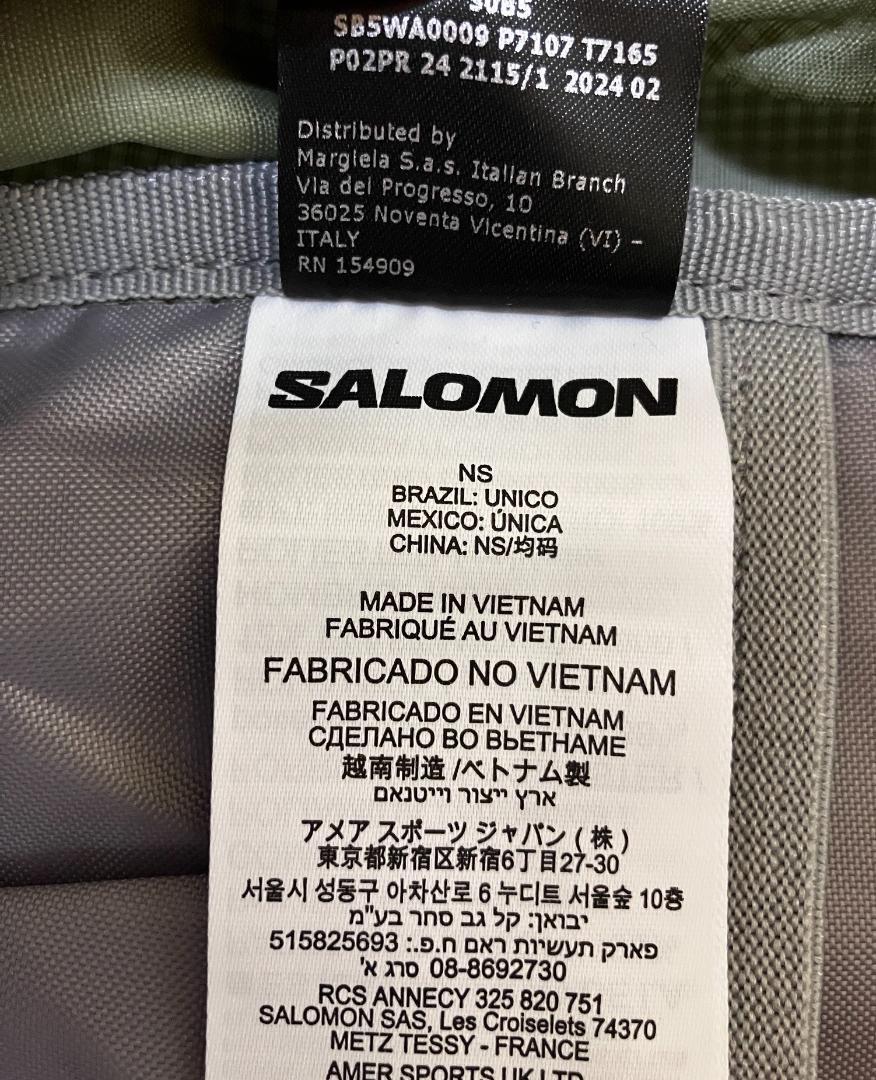 SUBS
SB5WA0009 P7107 T7165
P02PR 24 2115/1 2024 02
Distributed by
Margiela S.a.s. Italian Branch
Via del Progresso, 10
36025 Noventa Vicentina (VI) –
ITALY
RN 154909
SALOMON
NS
BRAZIL: UNICO
MEXICO: ÚNICA
CHINA: NS/均码
MADE IN VIETNAM
FABRIQUÉ AU VIETNAM
FABRICADO NO VIETNAM
FABRICADO EN VIETNAM
СДЕЛАНО ВО ВЬЕТНАМЕ
越南制造 /ベトナム製
ארץ ייצור וייטנאם
アメア スポーツ ジャパン ( 株 )
東京都新宿区新宿6丁目27-30
서울시 성동구 아차산로 6 누디트 서울숲 10층
יבואן: קל גב סחר בע"מ
פארק תעשיות ראם ח.פ.: 515825693
08-8692730 סרג א'
RCS ANNECY 325 820 751
SALOMON SAS, Les Croiselets 74370
METZ TESSY - FRANCE
AMER SPORTS UK LTD